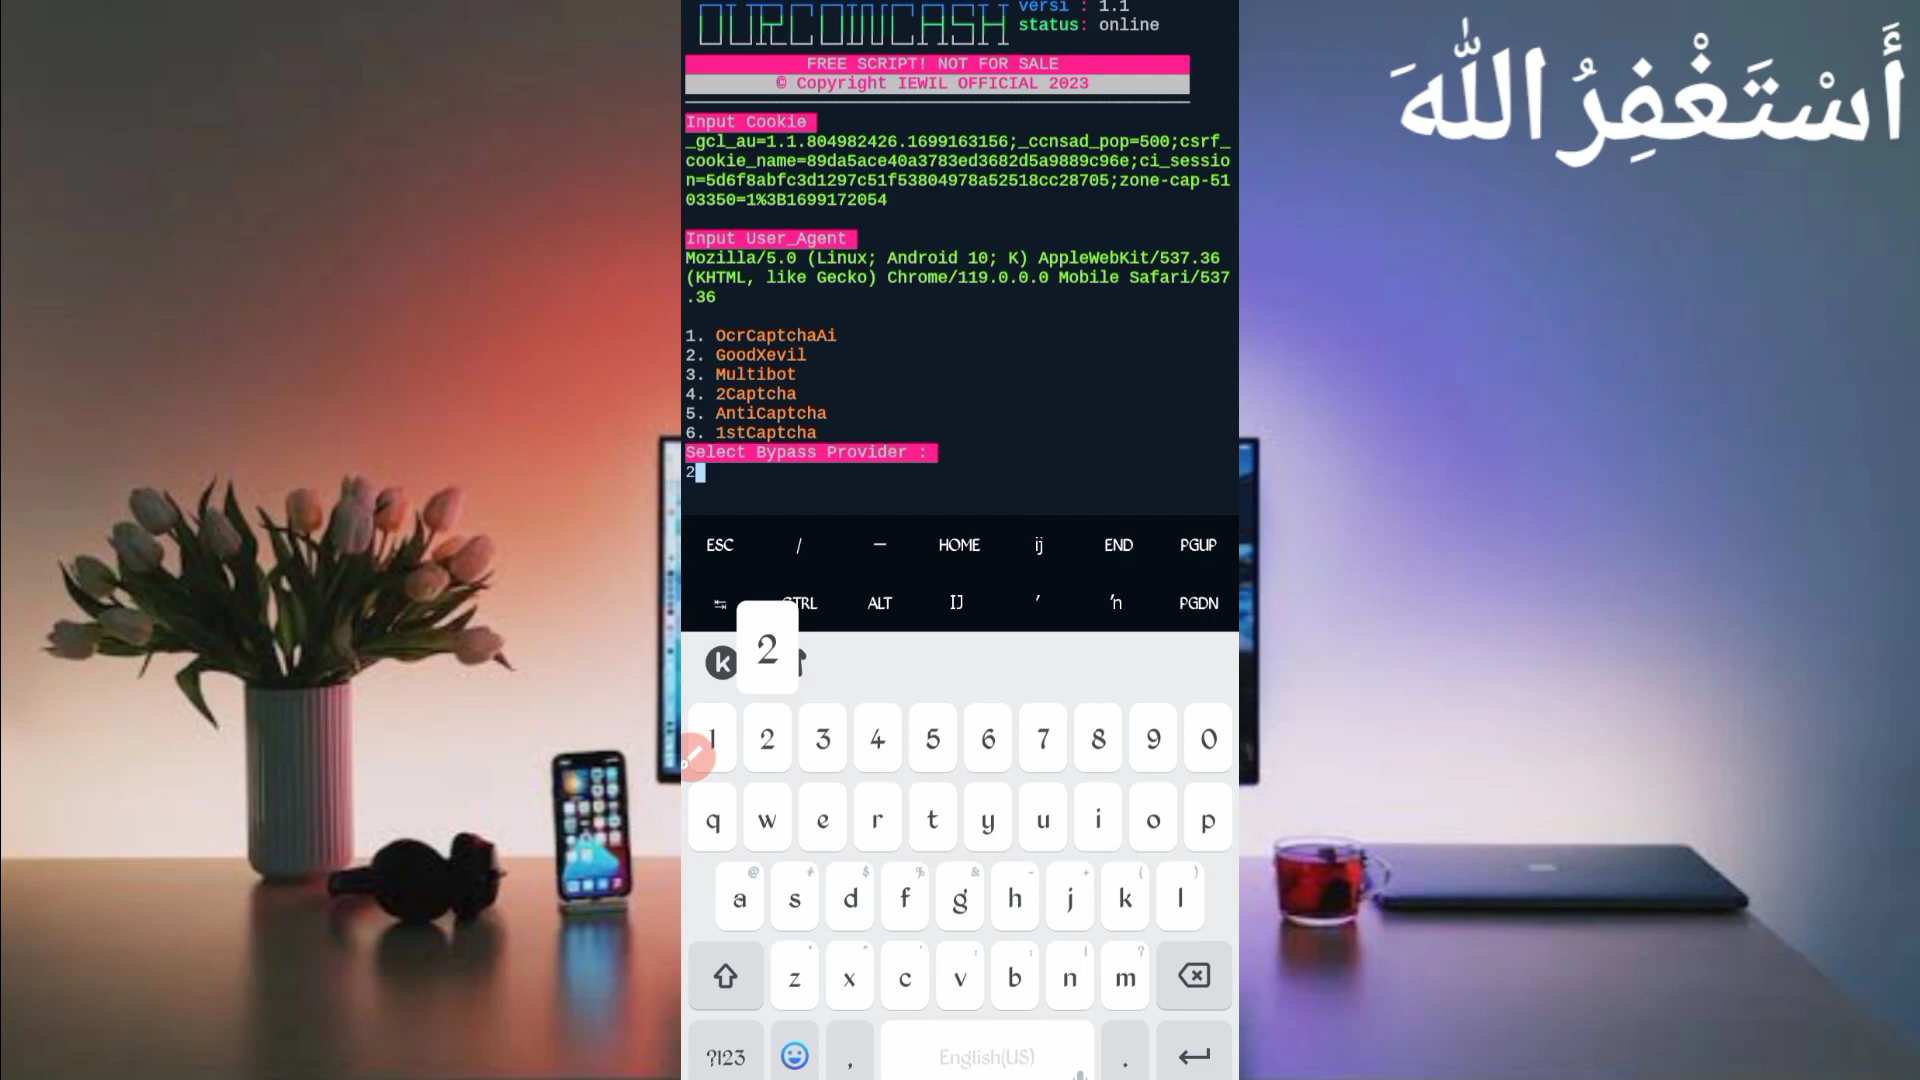 OURCOINCASH
versi : 1.1
status: online
FREE SCRIPT! NOT FOR SALE
© Copyright IEWIL OFFICIAL 2023
Input Cookie
_gcl_au=1.1.804982426.1699163156;_ccnsad_pop=500;csrf_
cookie_name=89da5ace40a3783ed3682d5a9889c96e;ci_sessio
n=5d6f8abfc3d1297c51f53804978a52518cc28705;zone-cap-51
03350=1%3B1699172054
Input User_Agent
Mozilla/5.0 (Linux; Android 10; K) AppleWebKit/537.36
(KHTML, like Gecko) Chrome/119.0.0.0 Mobile Safari/537
.36
1. OcrCaptchaAi
2. GoodXevil
3. Multibot
4. 2Captcha
5. AntiCaptcha
6. 1stCaptcha
Select Bypass Provider :
2
أَسْتَغْفِرُ اللّٰهَ
ESC / — HOME ij END PGUP
CTRL ALT IJ ' 'n PGDN
k 2
1 2 3 4 5 6 7 8 9 0
q w e r t y u i o p
@ # $ % & - + ( )
a s d f g h j k l
* " ' : ; ! ?
z x c v b n m
?123 , English(US) .